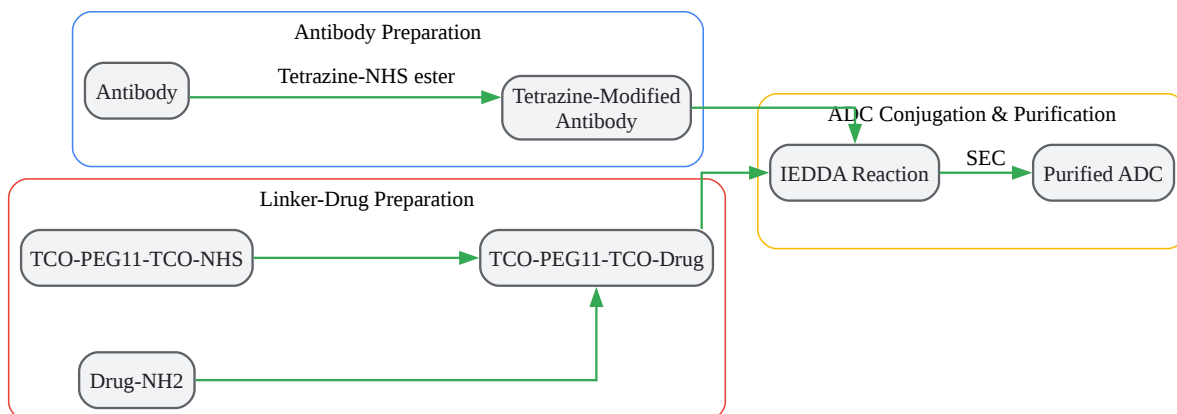 Antibody Preparation
Antibody
Tetrazine-NHS ester
Tetrazine-Modified
Antibody
Linker-Drug Preparation
TCO-PEG11-TCO-NHS
TCO-PEG11-TCO-Drug
Drug-NH2
ADC Conjugation & Purification
IEDDA Reaction
SEC
Purified ADC